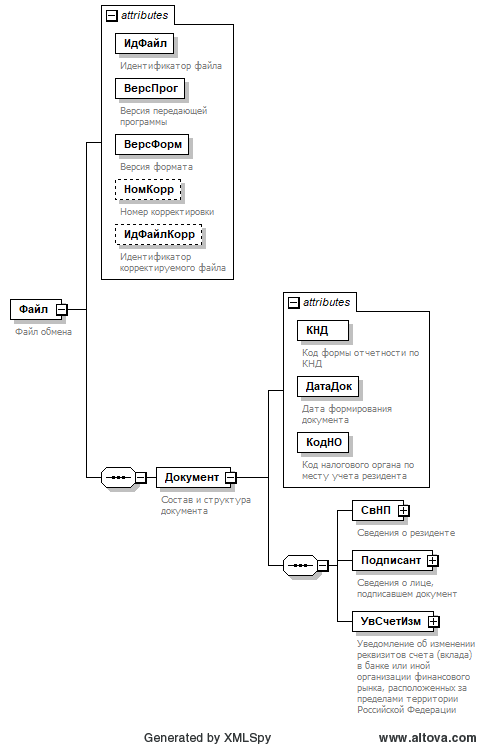 attributes
ИдФайл
Идентификатор файла
ВерсПрог
Версия передающей
программы
ВерсФорм
Версия формата
НомКорр
Номер корректировки
ИдФайлКорр
Идентификатор
корректируемого файла
Файл
Файл обмена
attributes
КНД
Код формы отчетности по
КНД
ДатаДок
Дата формирования
документа
КодНО
Код налогового органа по
месту учета резидента
Документ
Состав и структура
документа
СвНП
Сведения о резиденте
Подписант
Сведения о лице,
подписавшем документ
УвСчетИзм
Уведомление об изменении
реквизитов счета (вклада)
в банке или иной
организации финансового
рынка, расположенных за
пределами территории
Российской Федерации
Generated by XMLSpy
www.altova.com